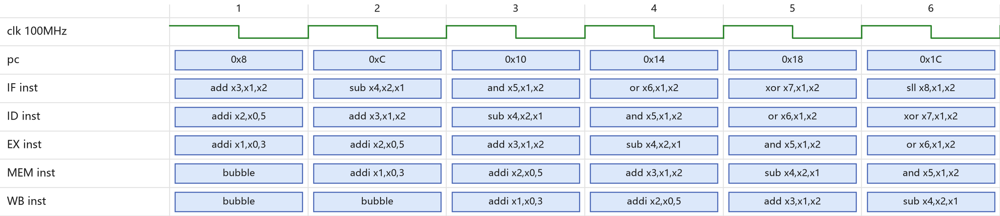 1 2 3 4 5 6
clk 100MHz
pc 0x8 0xC 0x10 0x14 0x18 0x1C
IF inst add x3,x1,x2 sub x4,x2,x1 and x5,x1,x2 or x6,x1,x2 xor x7,x1,x2 sll x8,x1,x2
ID inst addi x2,x0,5 add x3,x1,x2 sub x4,x2,x1 and x5,x1,x2 or x6,x1,x2 xor x7,x1,x2
EX inst addi x1,x0,3 addi x2,x0,5 add x3,x1,x2 sub x4,x2,x1 and x5,x1,x2 or x6,x1,x2
MEM inst bubble addi x1,x0,3 addi x2,x0,5 add x3,x1,x2 sub x4,x2,x1 and x5,x1,x2
WB inst bubble bubble addi x1,x0,3 addi x2,x0,5 add x3,x1,x2 sub x4,x2,x1